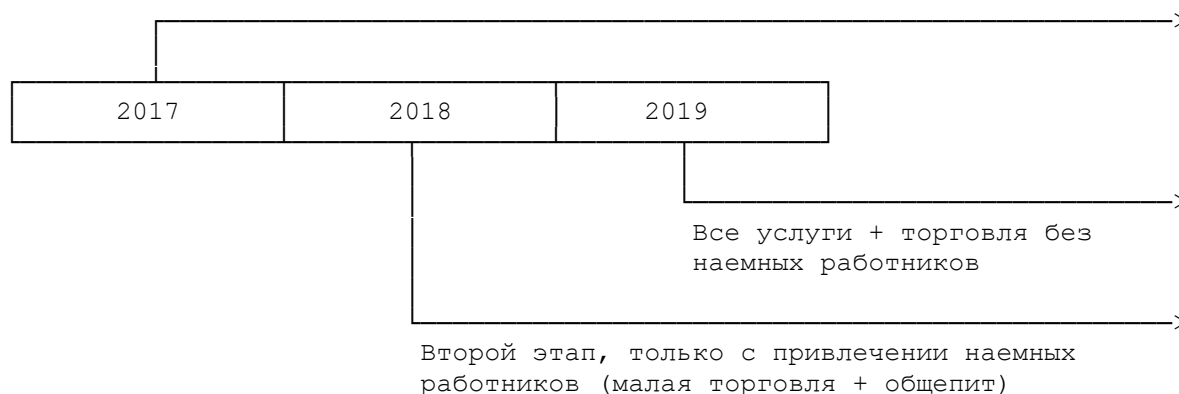 2017 2018 2019
Все услуги + торговля без
наемных работников
Второй этап, только с привлечении наемных
работников (малая торговля + общепит)